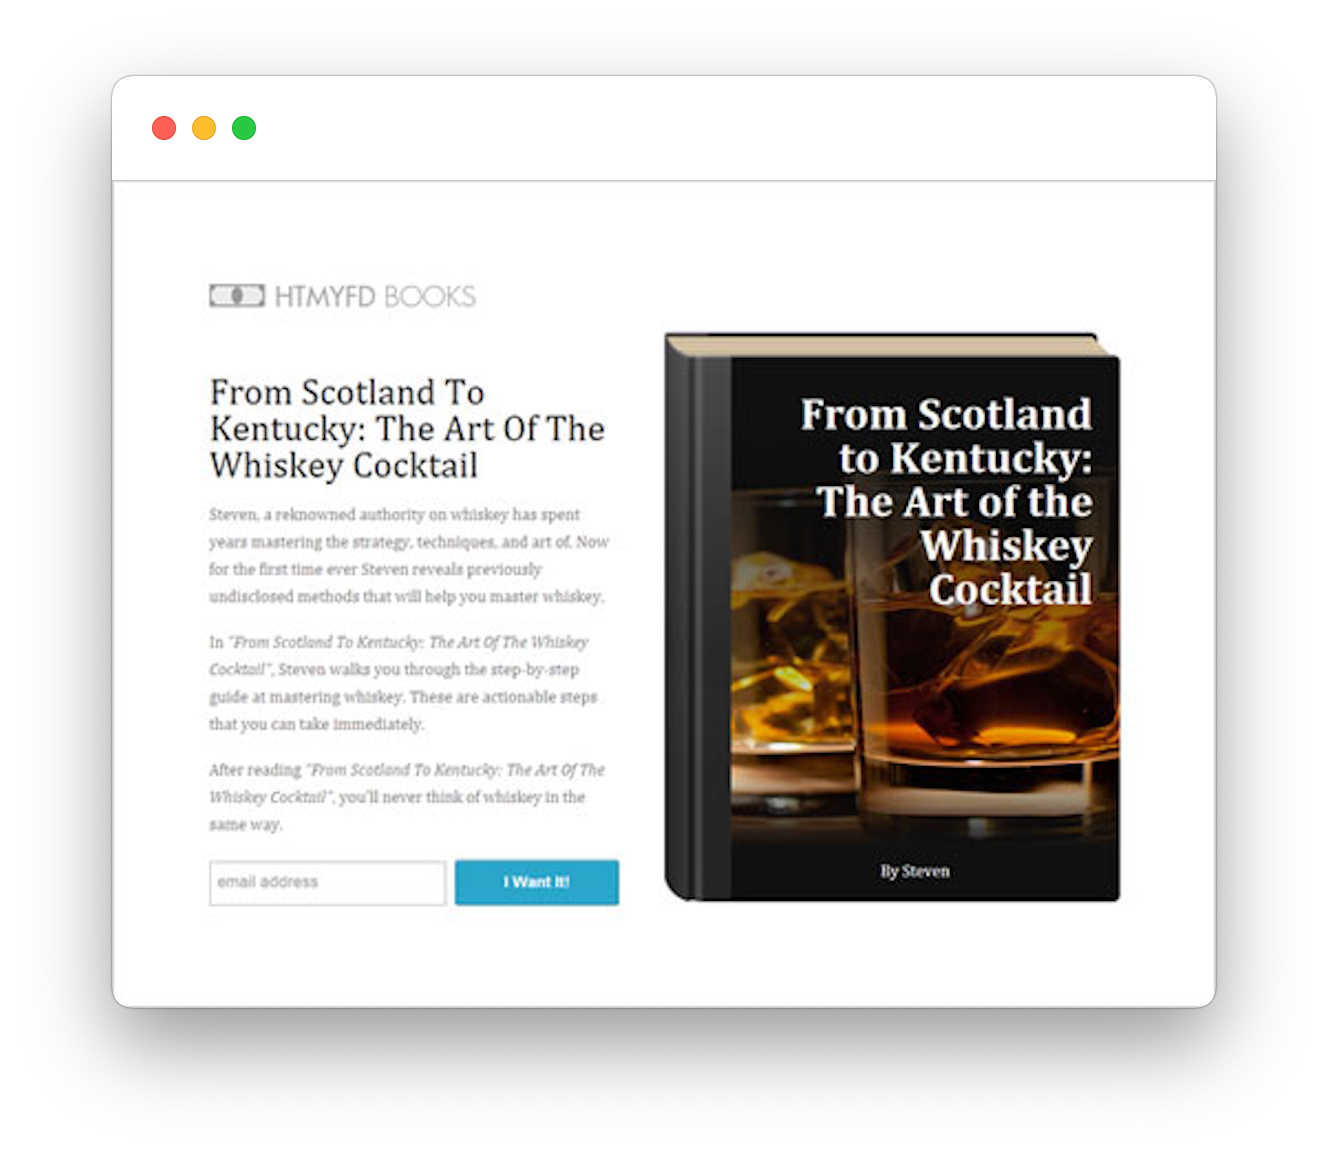 HTMYFD BOOKS
From Scotland To
Kentucky: The Art Of The
Whiskey Cocktail
Steven, a reknowned authority on whiskey has spent
years mastering the strategy, techniques, and art of. Now
for the first time ever Steven reveals previously
undisclosed methods that will help you master whiskey.
In "From Scotland To Kentucky: The Art Of The Whiskey
Cocktail", Steven walks you through the step-by-step
guide at mastering whiskey. These are actionable steps
that you can take immediately.
After reading "From Scotland To Kentucky: The Art Of The
Whiskey Cocktail", you'll never think of whiskey in the
same way.
email address
I Want It!
From Scotland
to Kentucky:
The Art of the
Whiskey
Cocktail
By Steven